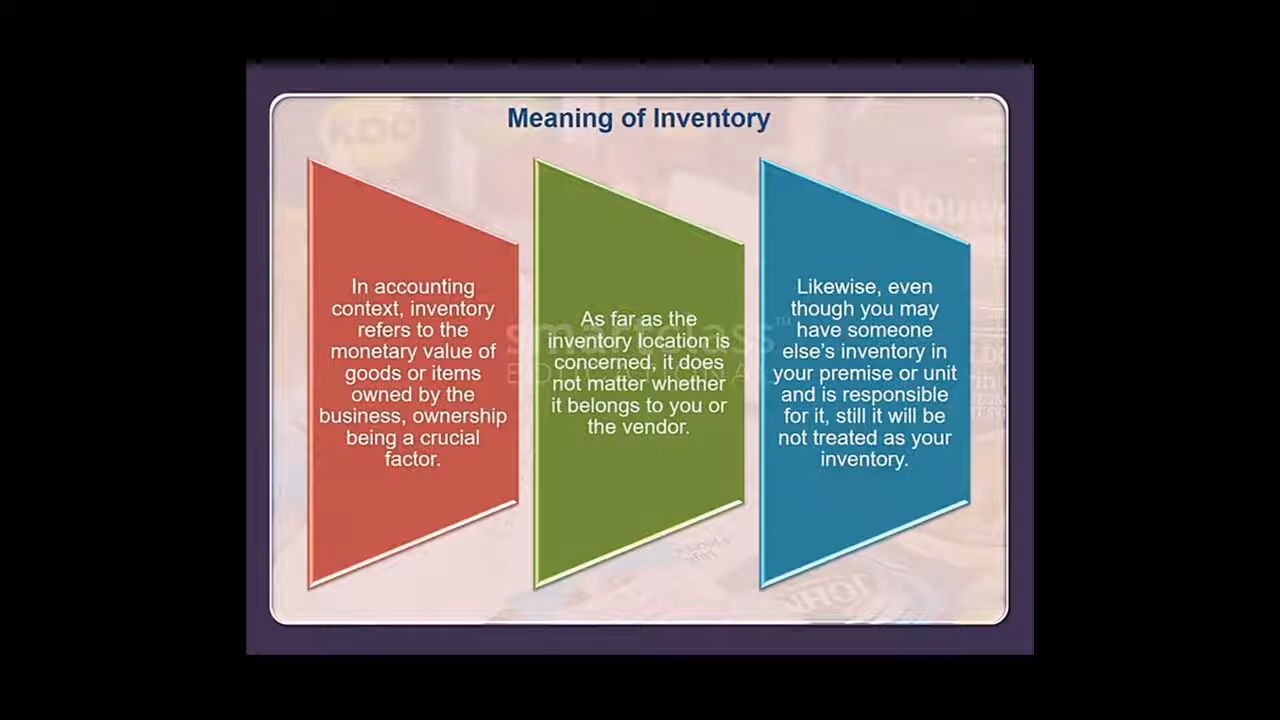 Meaning of Inventory
In accounting
context, inventory
refers to the
monetary value of
goods or items
owned by the
business, ownership
being a crucial
factor.
As far as the
inventory location is
concerned, it does
not matter whether
it belongs to you or
the vendor.
Likewise, even
though you may
have someone
else's inventory in
your premise or unit
and is responsible
for it, still it will be
not treated as your
inventory.
smartclass™